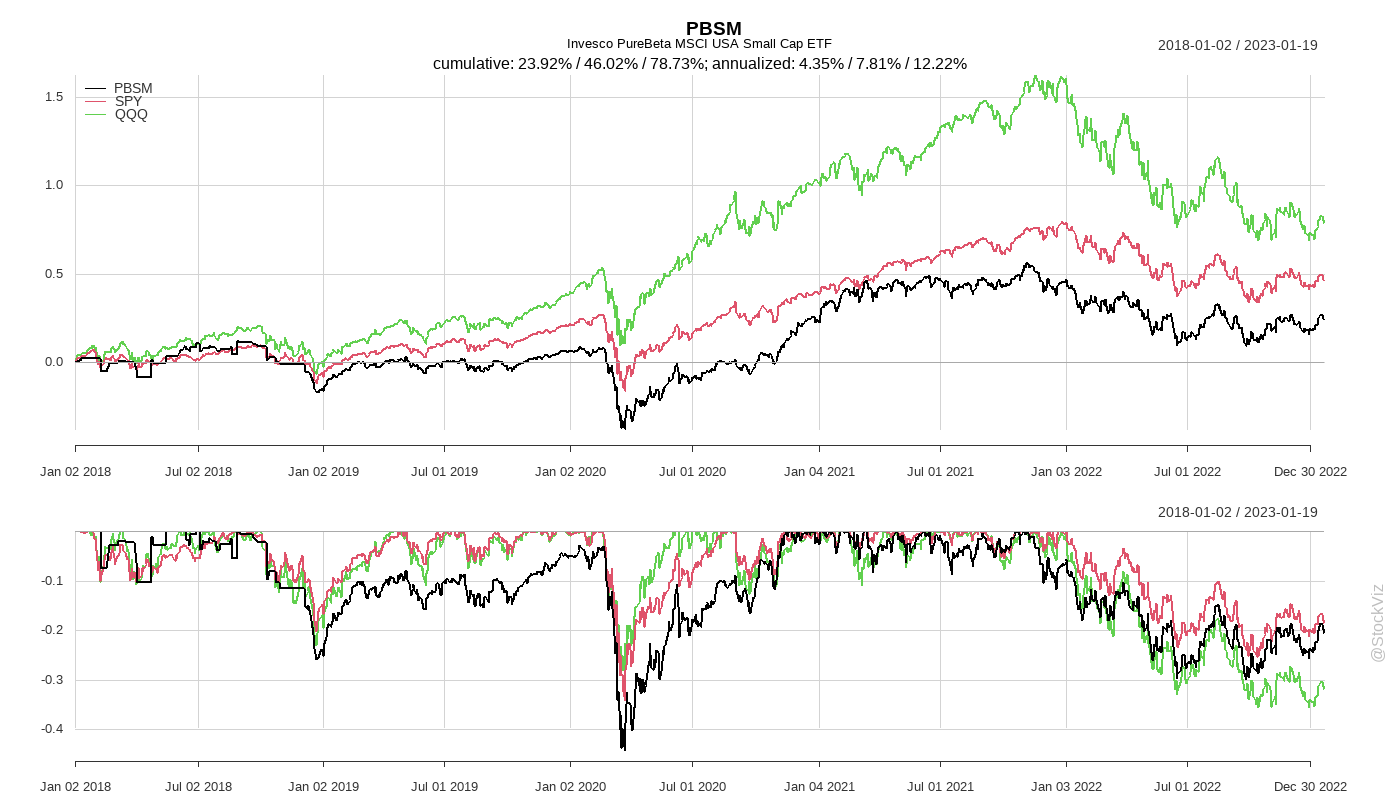 PBSM
Invesco PureBeta MSCI USA Small Cap ETF
2018-01-02 / 2023-01-19
cumulative: 23.92% / 46.02% / 78.73%; annualized: 4.35% / 7.81% / 12.22%
PBSM
SPY
QQQ
1.5
1.0
0.5
0.0
Jan 02 2018 Jul 02 2018 Jan 02 2019 Jul 01 2019 Jan 02 2020 Jul 01 2020 Jan 04 2021 Jul 01 2021 Jan 03 2022 Jul 01 2022 Dec 30 2022
2018-01-02 / 2023-01-19
-0.1
-0.2
-0.3
-0.4
Jan 02 2018 Jul 02 2018 Jan 02 2019 Jul 01 2019 Jan 02 2020 Jul 01 2020 Jan 04 2021 Jul 01 2021 Jan 03 2022 Jul 01 2022 Dec 30 2022
@StockViz